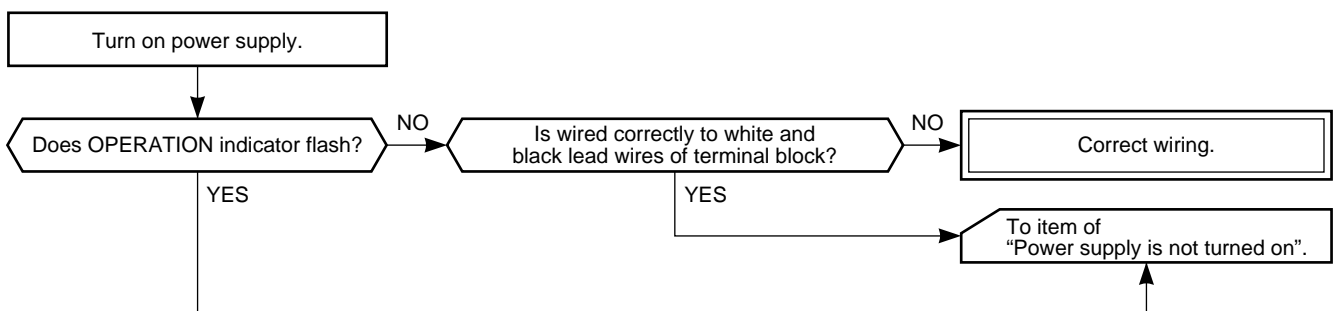 Turn on power supply.
Does OPERATION indicator flash?
NO
Is wired correctly to white and
black lead wires of terminal block?
NO
Correct wiring.
YES
YES
To item of
“Power supply is not turned on”.